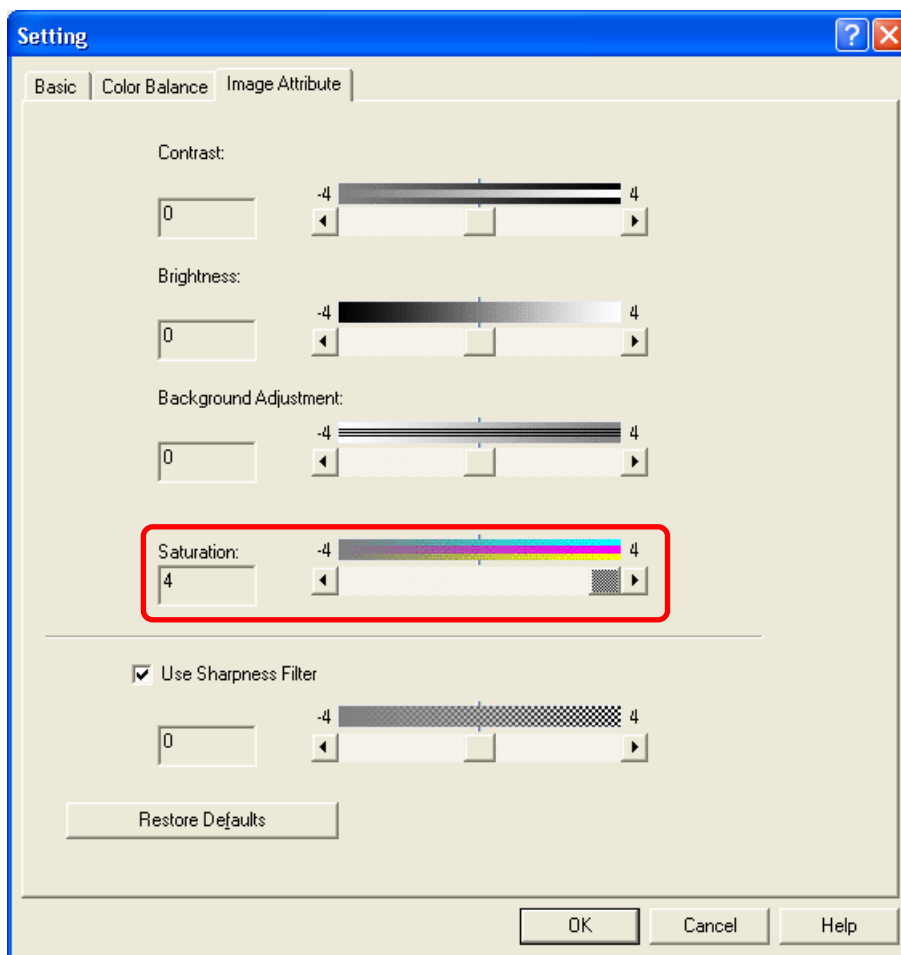 Setting
Basic Color Balance Image Attribute
Contrast:
-4 4
0
Brightness:
-4 4
0
Background Adjustment:
-4 4
0
Saturation: -4 4
4
Use Sharpness Filter
-4 4
0
Restore Defaults
OK Cancel Help